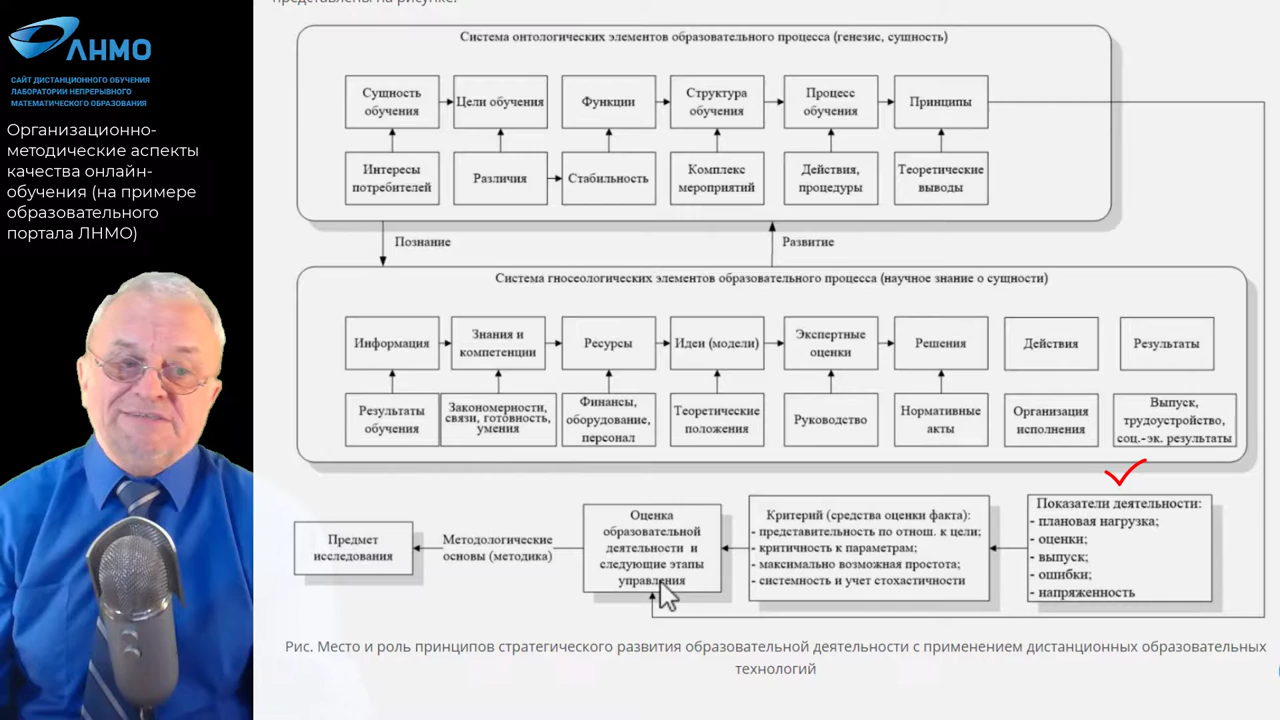 представлены на рисунке.
ЛНМО
САЙТ ДИСТАНЦИОННОГО ОБУЧЕНИЯ
ЛАБОРАТОРИИ НЕПРЕРЫВНОГО
МАТЕМАТИЧЕСКОГО ОБРАЗОВАНИЯ
Организационно-
методические аспекты
качества онлайн-
обучения (на примере
образовательного
портала ЛНМО)
Система онтологических элементов образовательного процесса (генезис, сущность)
Сущность
обучения
Цели обучения
Функции
Структура
обучения
Процесс
обучения
Принципы
Интересы
потребителей
Различия
Стабильность
Комплекс
мероприятий
Действия,
процедуры
Теоретические
выводы
Познание
Развитие
Система гносеологических элементов образовательного процесса (научное знание о сущности)
Информация
Знания и
компетенции
Ресурсы
Идеи (модели)
Экспертные
оценки
Решения
Действия
Результаты
Результаты
обучения
Закономерности,
связи, готовность,
умения
Финансы,
оборудование,
персонал
Теоретические
положения
Руководство
Нормативные
акты
Организация
исполнения
Выпуск,
трудоустройство,
соц.-эк. результаты
Предмет
исследования
Методологические
основы (методика)
Оценка
образовательной
деятельности и
следующие этапы
управления
Критерий (средства оценки факта):
- представительность по отнош. к цели;
- критичность к параметрам;
- максимально возможная простота;
- системность и учет стохастичности
Показатели деятельности:
- плановая нагрузка;
- оценки;
- выпуск;
- ошибки;
- напряженность
Рис. Место и роль принципов стратегического развития образовательной деятельности с применением дистанционных образовательных
технологий